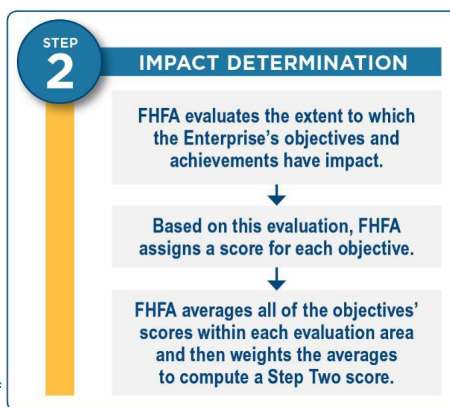 STEP
2
IMPACT DETERMINATION
FHFA evaluates the extent to which
the Enterprise's objectives and
achievements have impact.
Based on this evaluation, FHFA
assigns a score for each objective.
FHFA averages all of the objectives'
scores within each evaluation area
and then weights the averages
to compute a Step Two score.